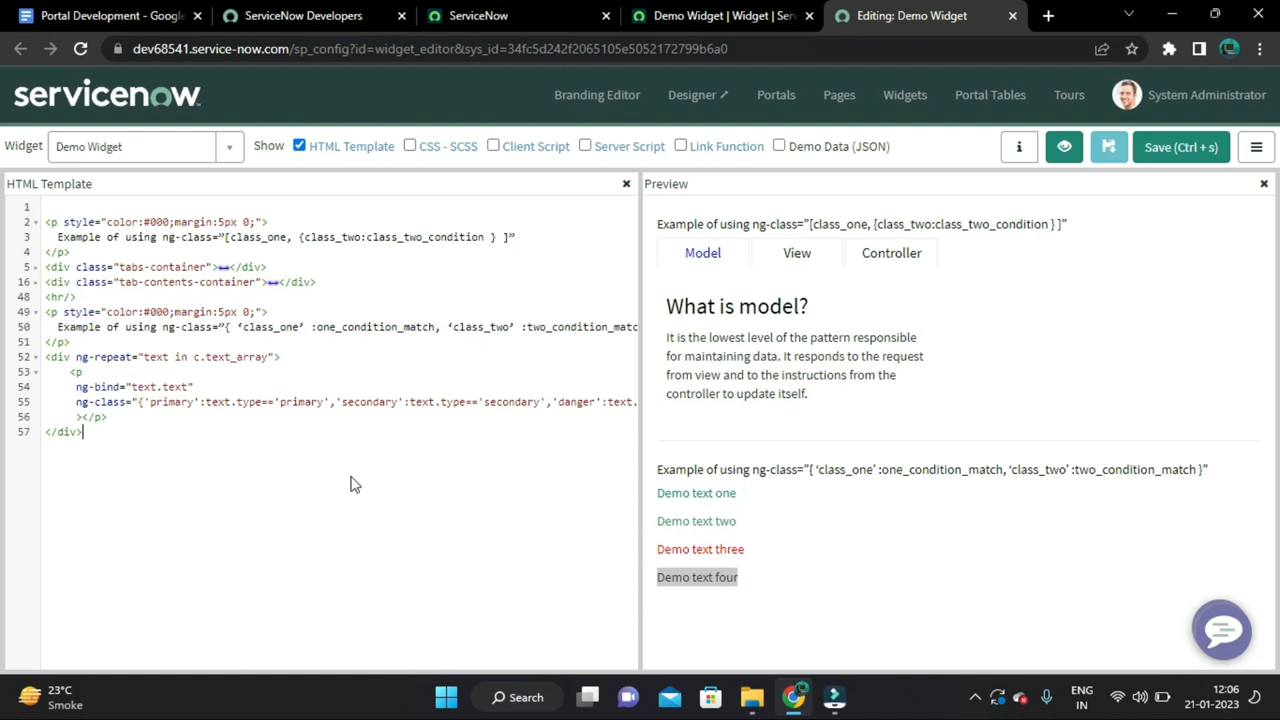 Portal Development - Google
ServiceNow Developers
ServiceNow
Demo Widget | Widget | Serv
Editing: Demo Widget
dev68541.service-now.com/sp_config?id=widget_editor&sys_id=34fc5d242f2065105e5052172799b6a0
servicenow
Branding Editor
Designer
Portals
Pages
Widgets
Portal Tables
Tours
System Administrator
Widget
Demo Widget
Show
HTML Template
CSS - SCSS
Client Script
Server Script
Link Function
Demo Data (JSON)
Save (Ctrl + s)
HTML Template
1
2 <p style="color:#000;margin:5px 0;">
3 Example of using ng-class=”[class_one, {class_two:class_two_condition } ]”
4 </p>
5 <div class="tabs-container"></div>
16 <div class="tab-contents-container"></div>
48 <hr/>
49 <p style="color:#000;margin:5px 0;">
50 Example of using ng-class=”{ ‘class_one’ :one_condition_match, ‘class_two’ :two_condition_matc
51 </p>
52 <div ng-repeat="text in c.text_array">
53 <p
54 ng-bind="text.text"
55 ng-class="{'primary':text.type=='primary','secondary':text.type=='secondary','danger':text.
56 ></p>
57 </div>
Preview
Example of using ng-class=”[class_one, {class_two:class_two_condition } ]”
Model
View
Controller
What is model?
It is the lowest level of the pattern responsible
for maintaining data. It responds to the request
from view and to the instructions from the
controller to update itself.
Example of using ng-class=”{ ‘class_one’ :one_condition_match, ‘class_two’ :two_condition_match }”
Demo text one
Demo text two
Demo text three
Demo text four
23°C
Smoke
Search
ENG
IN
12:06
21-01-2023